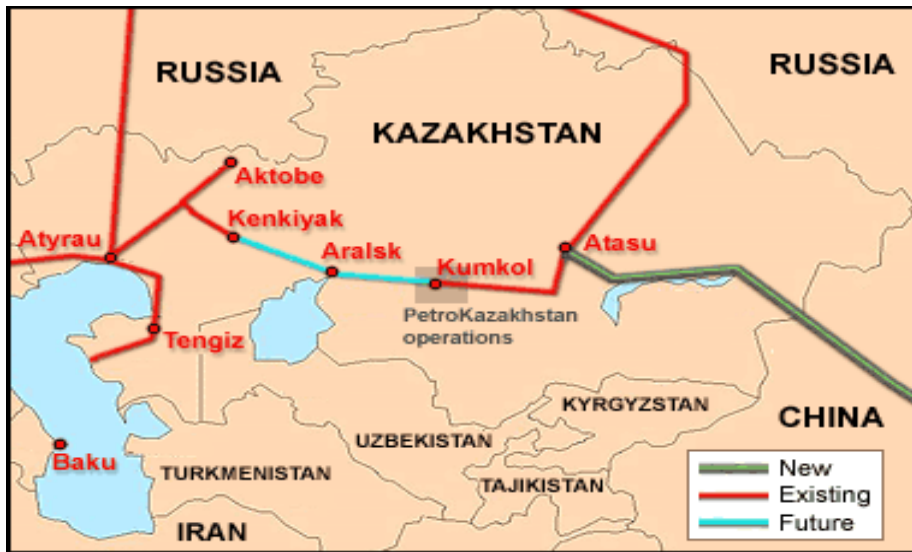 RUSSIA
RUSSIA
KAZAKHSTAN
Aktobe
Kenkiyak
Atyrau
Aralsk
Atasu
Kumkol
PetroKazakhstan
operations
Tengiz
KYRGYZSTAN
CHINA
UZBEKISTAN
Baku
TURKMENISTAN
TAJIKISTAN
IRAN
New
Existing
Future